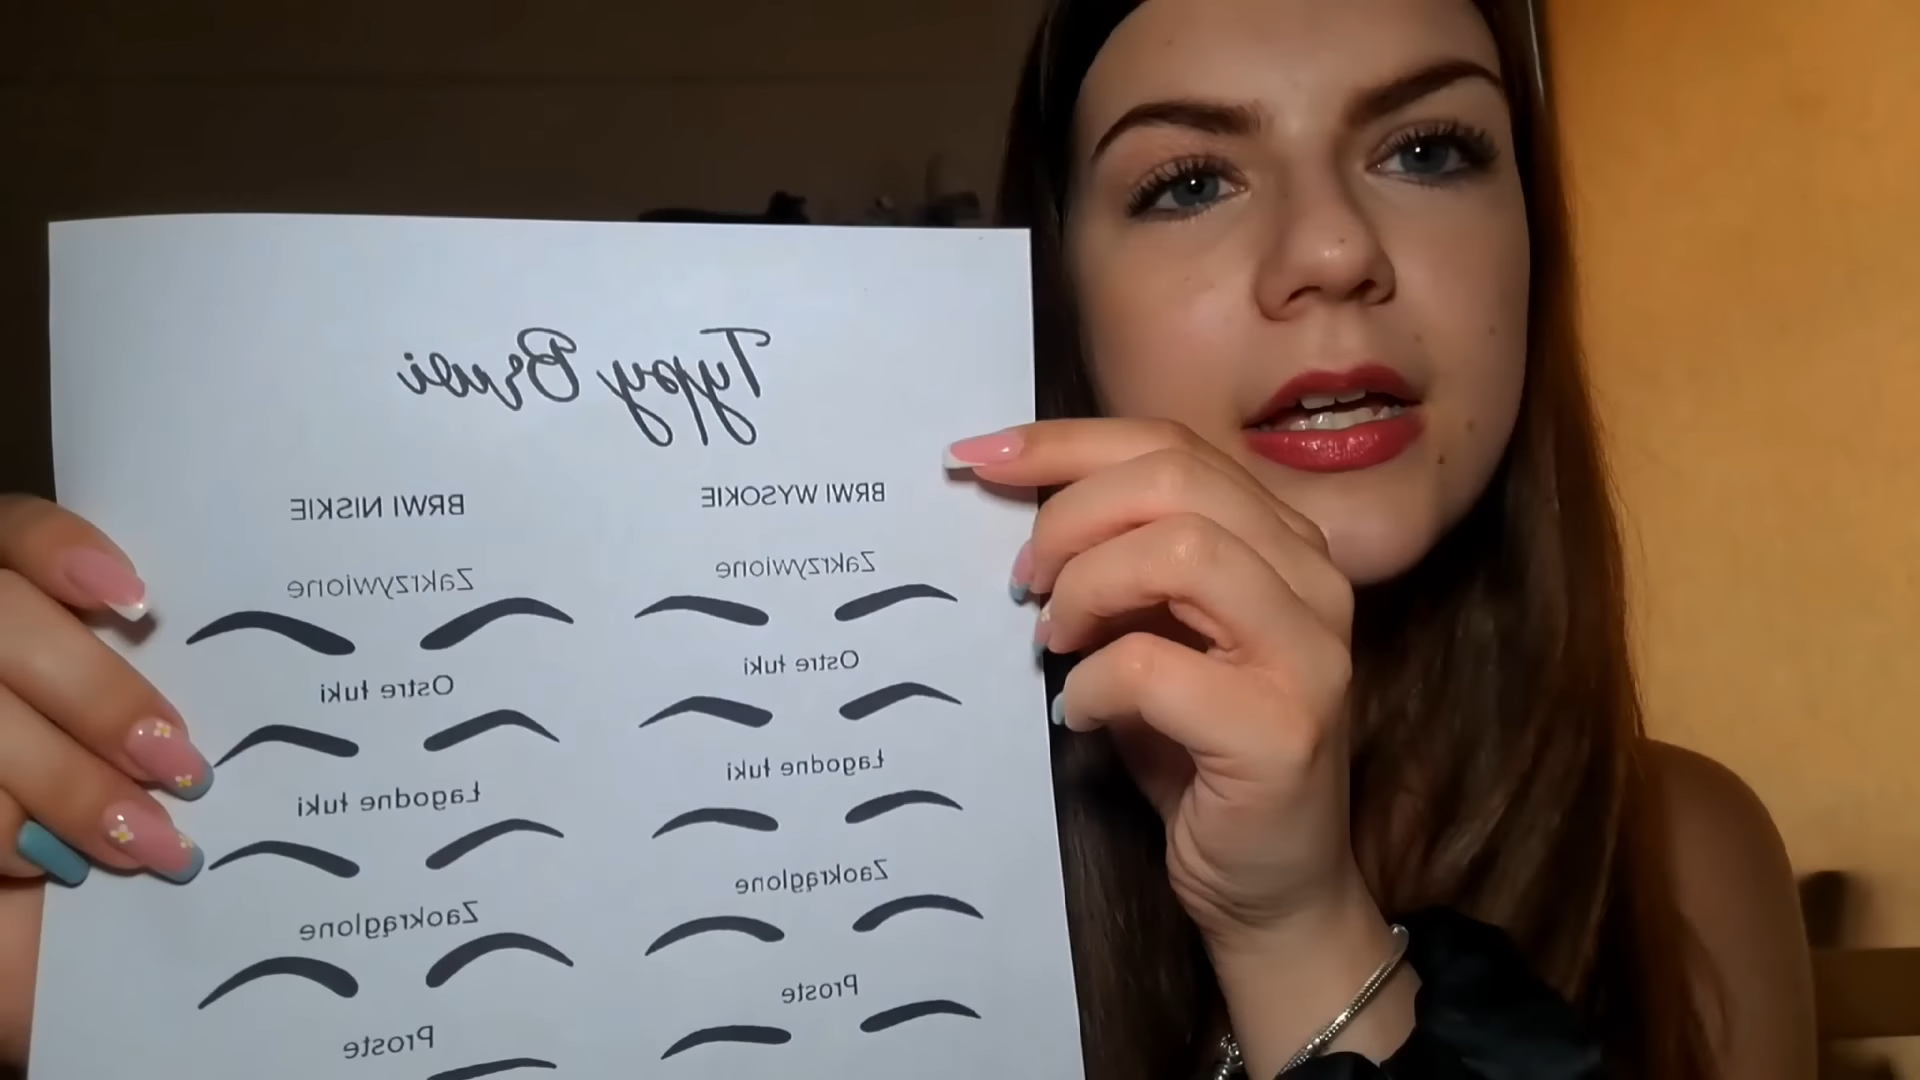 Typy Brwi
BRWI WYSOKIE
Zakrzywione
Ostre łuki
Łagodne łuki
Zaokrąglone
Proste
BRWI NISKIE
Zakrzywione
Ostre łuki
Łagodne łuki
Zaokrąglone
Proste